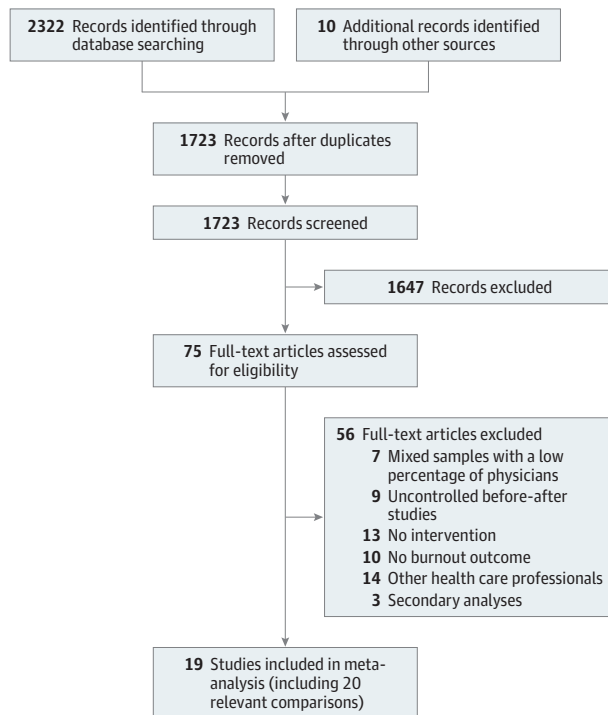 2322 Records identified through
database searching
10 Additional records identified
through other sources
1723 Records after duplicates
removed
1723 Records screened
1647 Records excluded
75 Full-text articles assessed
for eligibility
56 Full-text articles excluded
7 Mixed samples with a low
percentage of physicians
9 Uncontrolled before-after
studies
13 No intervention
10 No burnout outcome
14 Other health care professionals
3 Secondary analyses
19 Studies included in meta-
analysis (including 20
relevant comparisons)